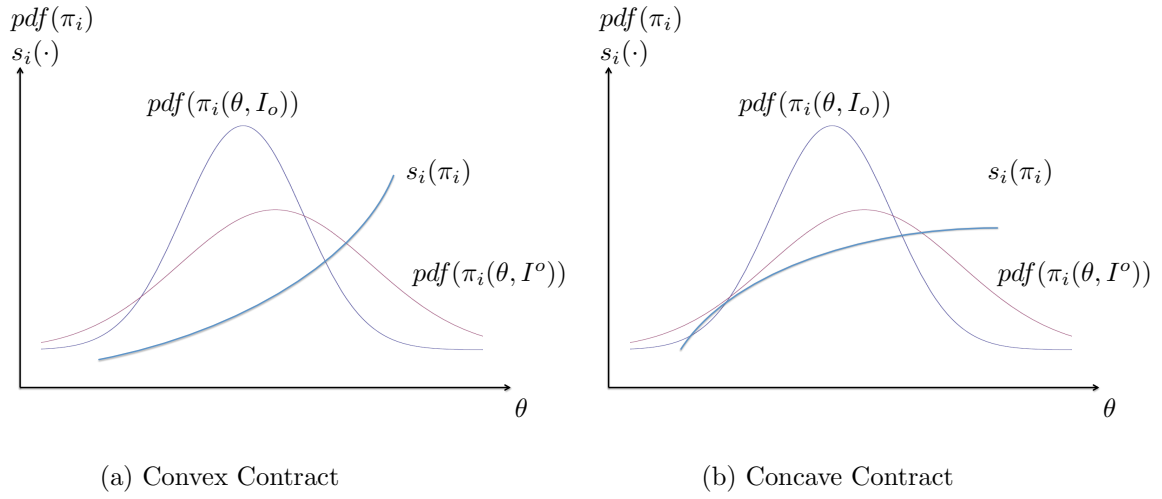 pdf(π_i)
s_i(·)
pdf(π_i(θ, I_o))
s_i(π_i)
pdf(π_i(θ, I^o))
θ
(a) Convex Contract
pdf(π_i)
s_i(·)
pdf(π_i(θ, I_o))
s_i(π_i)
pdf(π_i(θ, I^o))
θ
(b) Concave Contract